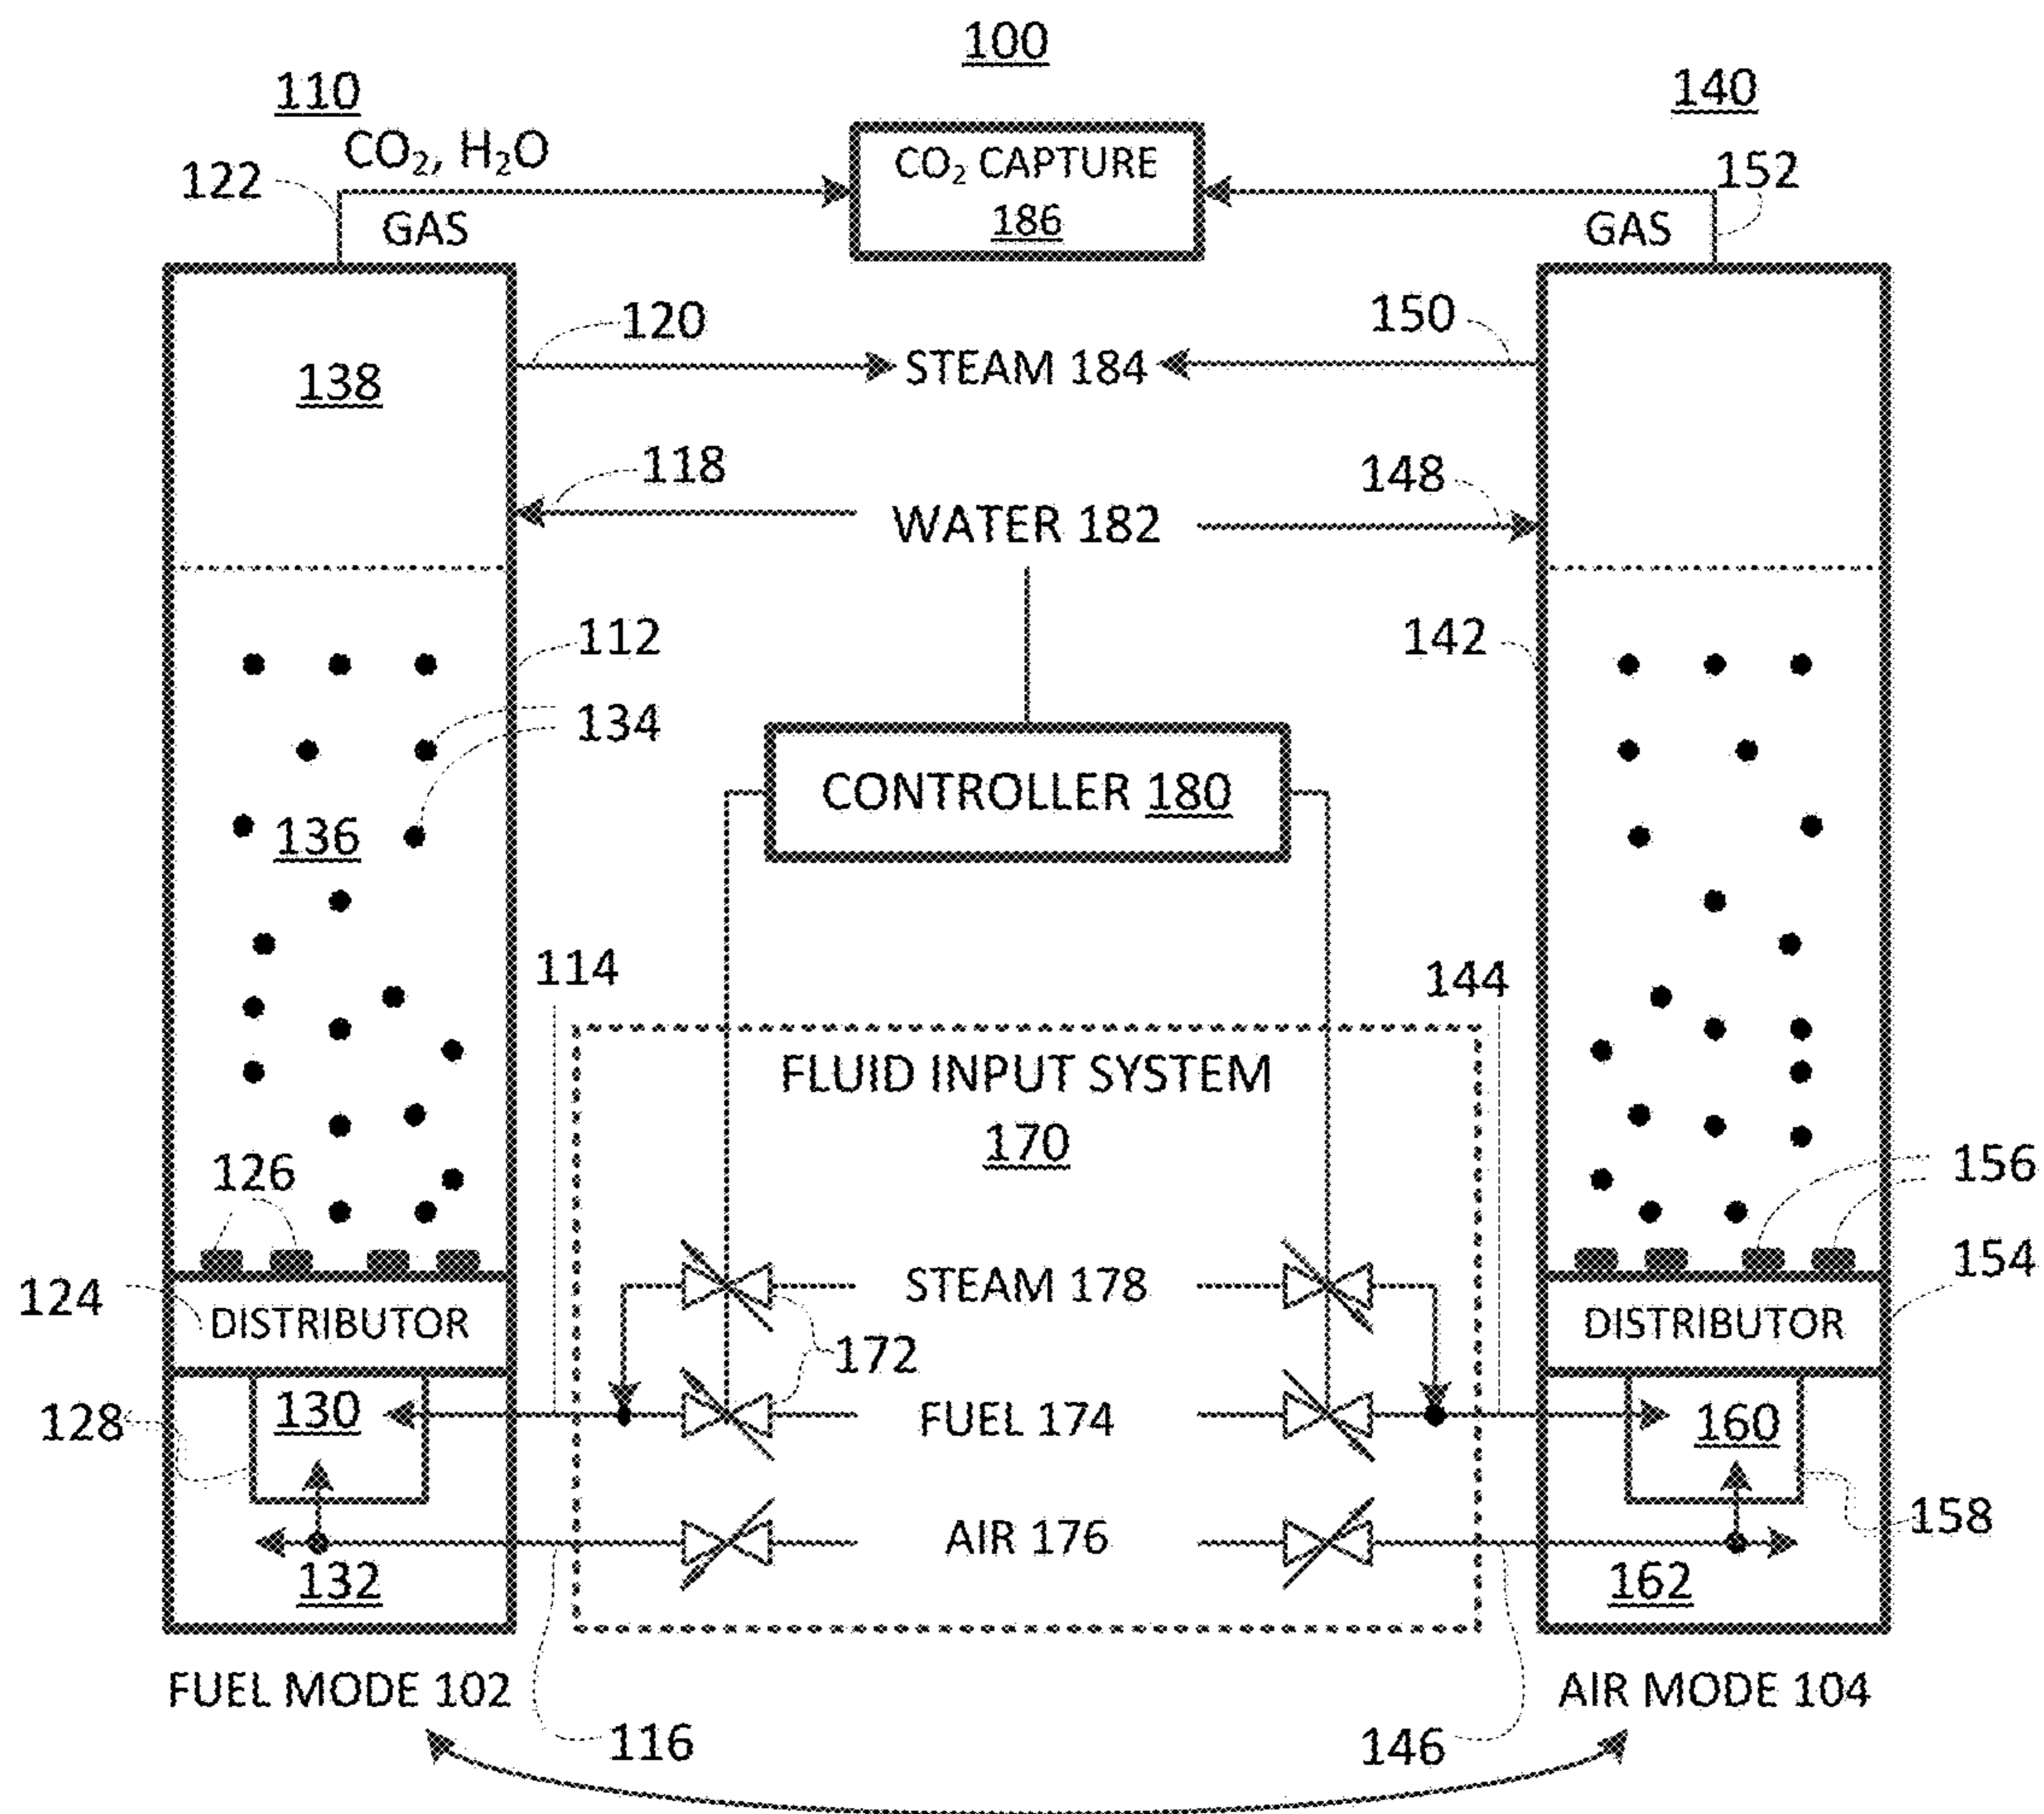 100
110
140
CO₂, H₂O
122
GAS
CO₂ CAPTURE
186
152
GAS
120
STEAM 184
150
138
118
WATER 182
148
112
142
134
CONTROLLER 180
136
114
144
FLUID INPUT SYSTEM
170
126
156
124
DISTRIBUTOR
STEAM 178
154
DISTRIBUTOR
172
130
128
FUEL 174
160
AIR 176
158
132
162
FUEL MODE 102
AIR MODE 104
116
146